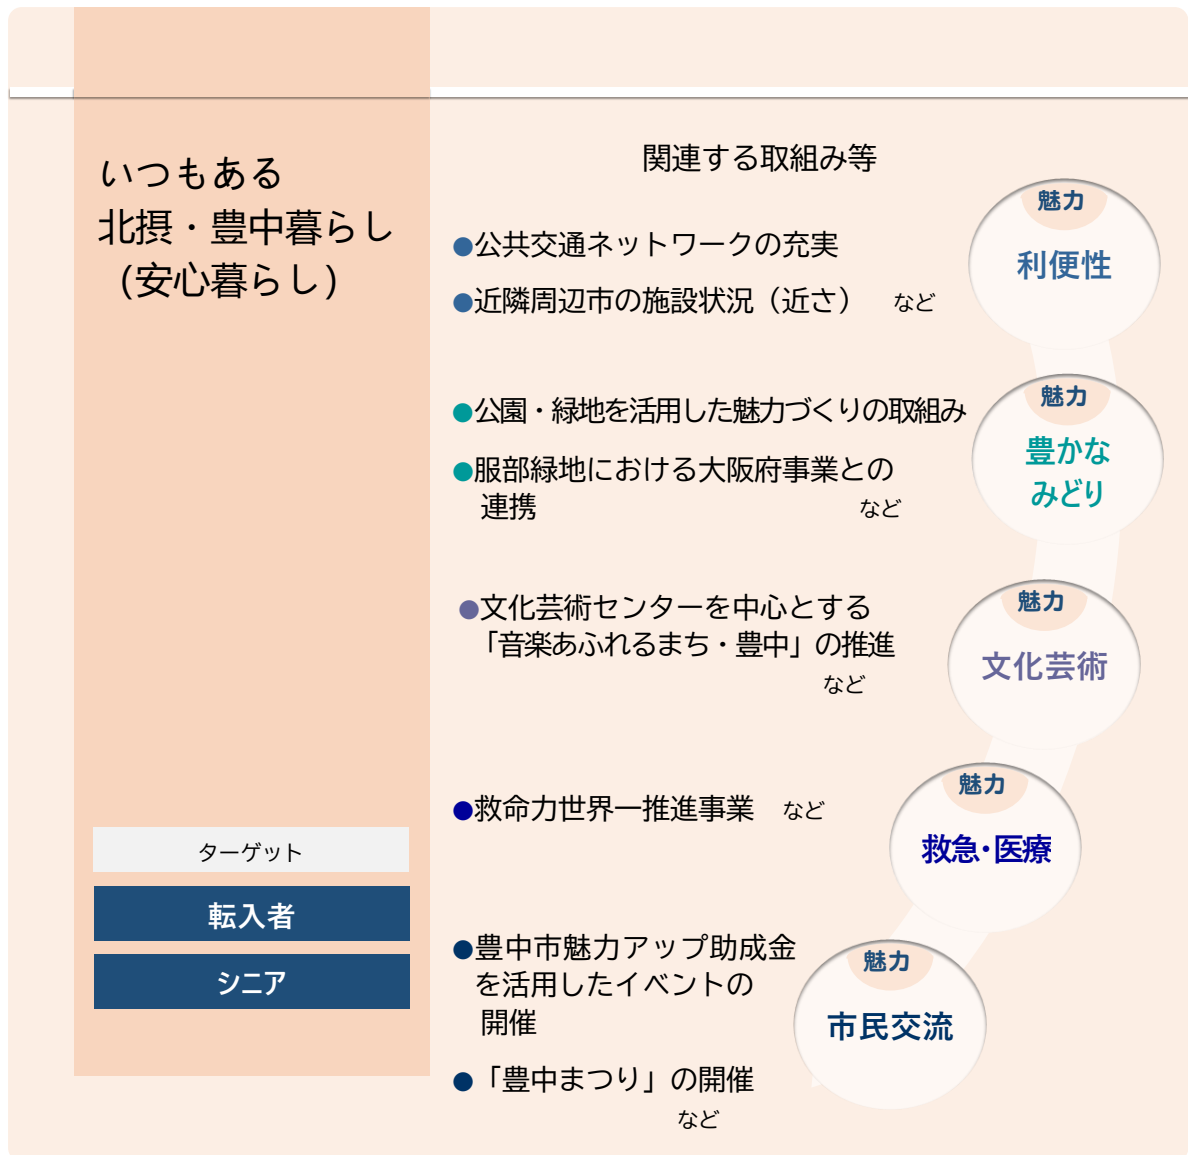 いつもある
北摂・豊中暮らし
(安心暮らし)
ターゲット
転入者
シニア
関連する取組み等
●公共交通ネットワークの充実
●近隣周辺市の施設状況（近さ） など
魅力
利便性
●公園・緑地を活用した魅力づくりの取組み
●服部緑地における大阪府事業との
連携 など
魅力
豊かな
みどり
●文化芸術センターを中心とする
「音楽あふれるまち・豊中」の推進
など
魅力
文化芸術
●救命力世界一推進事業 など
魅力
救急・医療
●豊中市魅力アップ助成金
を活用したイベントの
開催
●「豊中まつり」の開催
など
魅力
市民交流